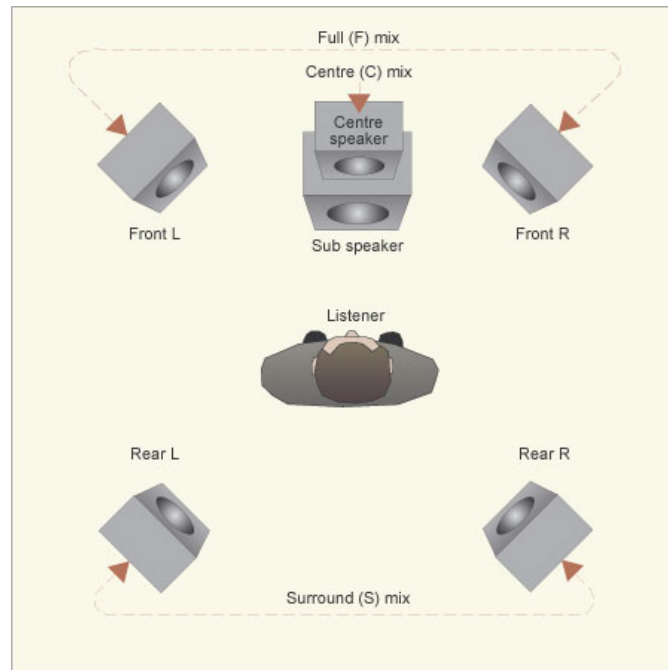 Full (F) mix
Centre (C) mix
Centre
speaker
Front L
Sub speaker
Front R
Listener
Rear L
Rear R
Surround (S) mix